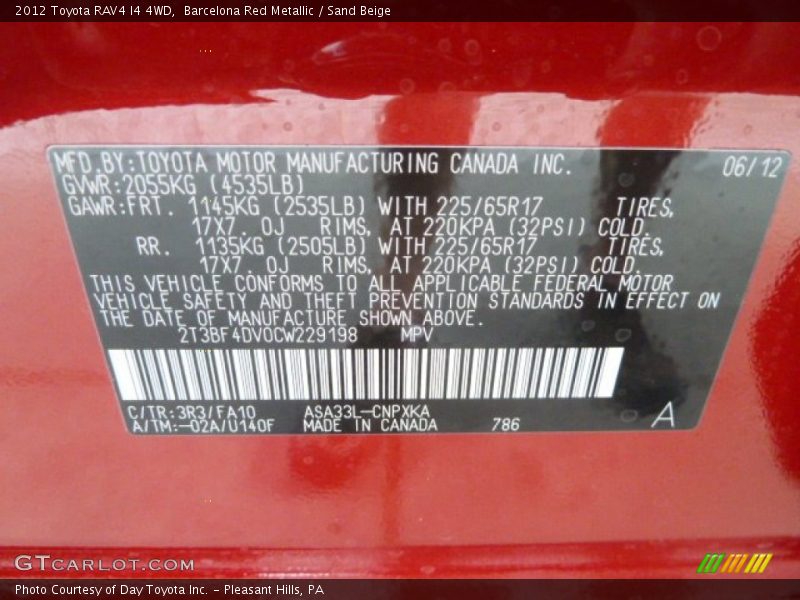 2012 Toyota RAV4 I4 4WD,  Barcelona Red Metallic / Sand Beige
MFD. BY: TOYOTA MOTOR MANUFACTURING CANADA INC. 06/12
GVWR: 2055KG (4535LB)
GAWR: FRT. 1145KG (2535LB) WITH 225/65R17 TIRES,
17X7. 0J RIMS, AT 220KPA (32PSI) COLD.
RR. 1135KG (2505LB) WITH 225/65R17 TIRES,
17X7. 0J RIMS, AT 220KPA (32PSI) COLD.
THIS VEHICLE CONFORMS TO ALL APPLICABLE FEDERAL MOTOR
VEHICLE SAFETY AND THEFT PREVENTION STANDARDS IN EFFECT ON
THE DATE OF MANUFACTURE SHOWN ABOVE.
2T3BF4DV0CW229198 MPV
C/TR: 3R3/FA10 ASA33L-CNPXKA
A/TM: -02A/U140F MADE IN CANADA 786 A
GTCARLOT.COM
Photo Courtesy of Day Toyota Inc. - Pleasant Hills, PA